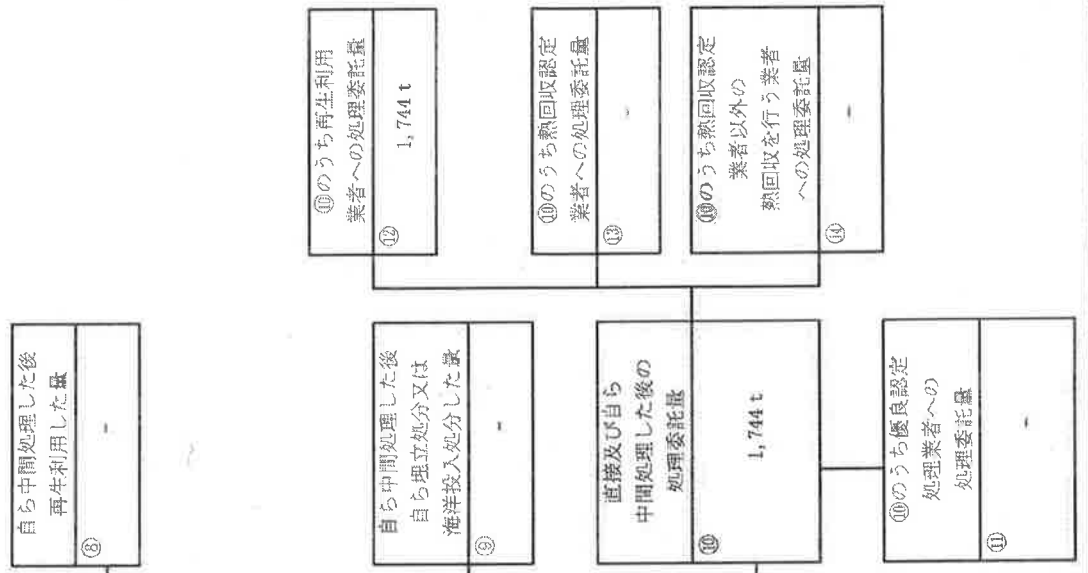 自ら中間処理した後
再生利用した量
⑧
-
自ら中間処理した後
自ら埋立処分又は
海洋投入処分した量
⑨
-
直接及び自ら
中間処理した後の
処理委託量
⑩
1,744 t
⑩のうち優良認定
処理業者への
処理委託量
⑪
-
⑩のうち再生利用
業者への処理委託量
⑫
1,744 t
⑩のうち熱回収認定
業者への処理委託量
⑬
-
⑩のうち熱回収認定
業者以外の
熱回収を行う業者
への処理委託量
⑭
-